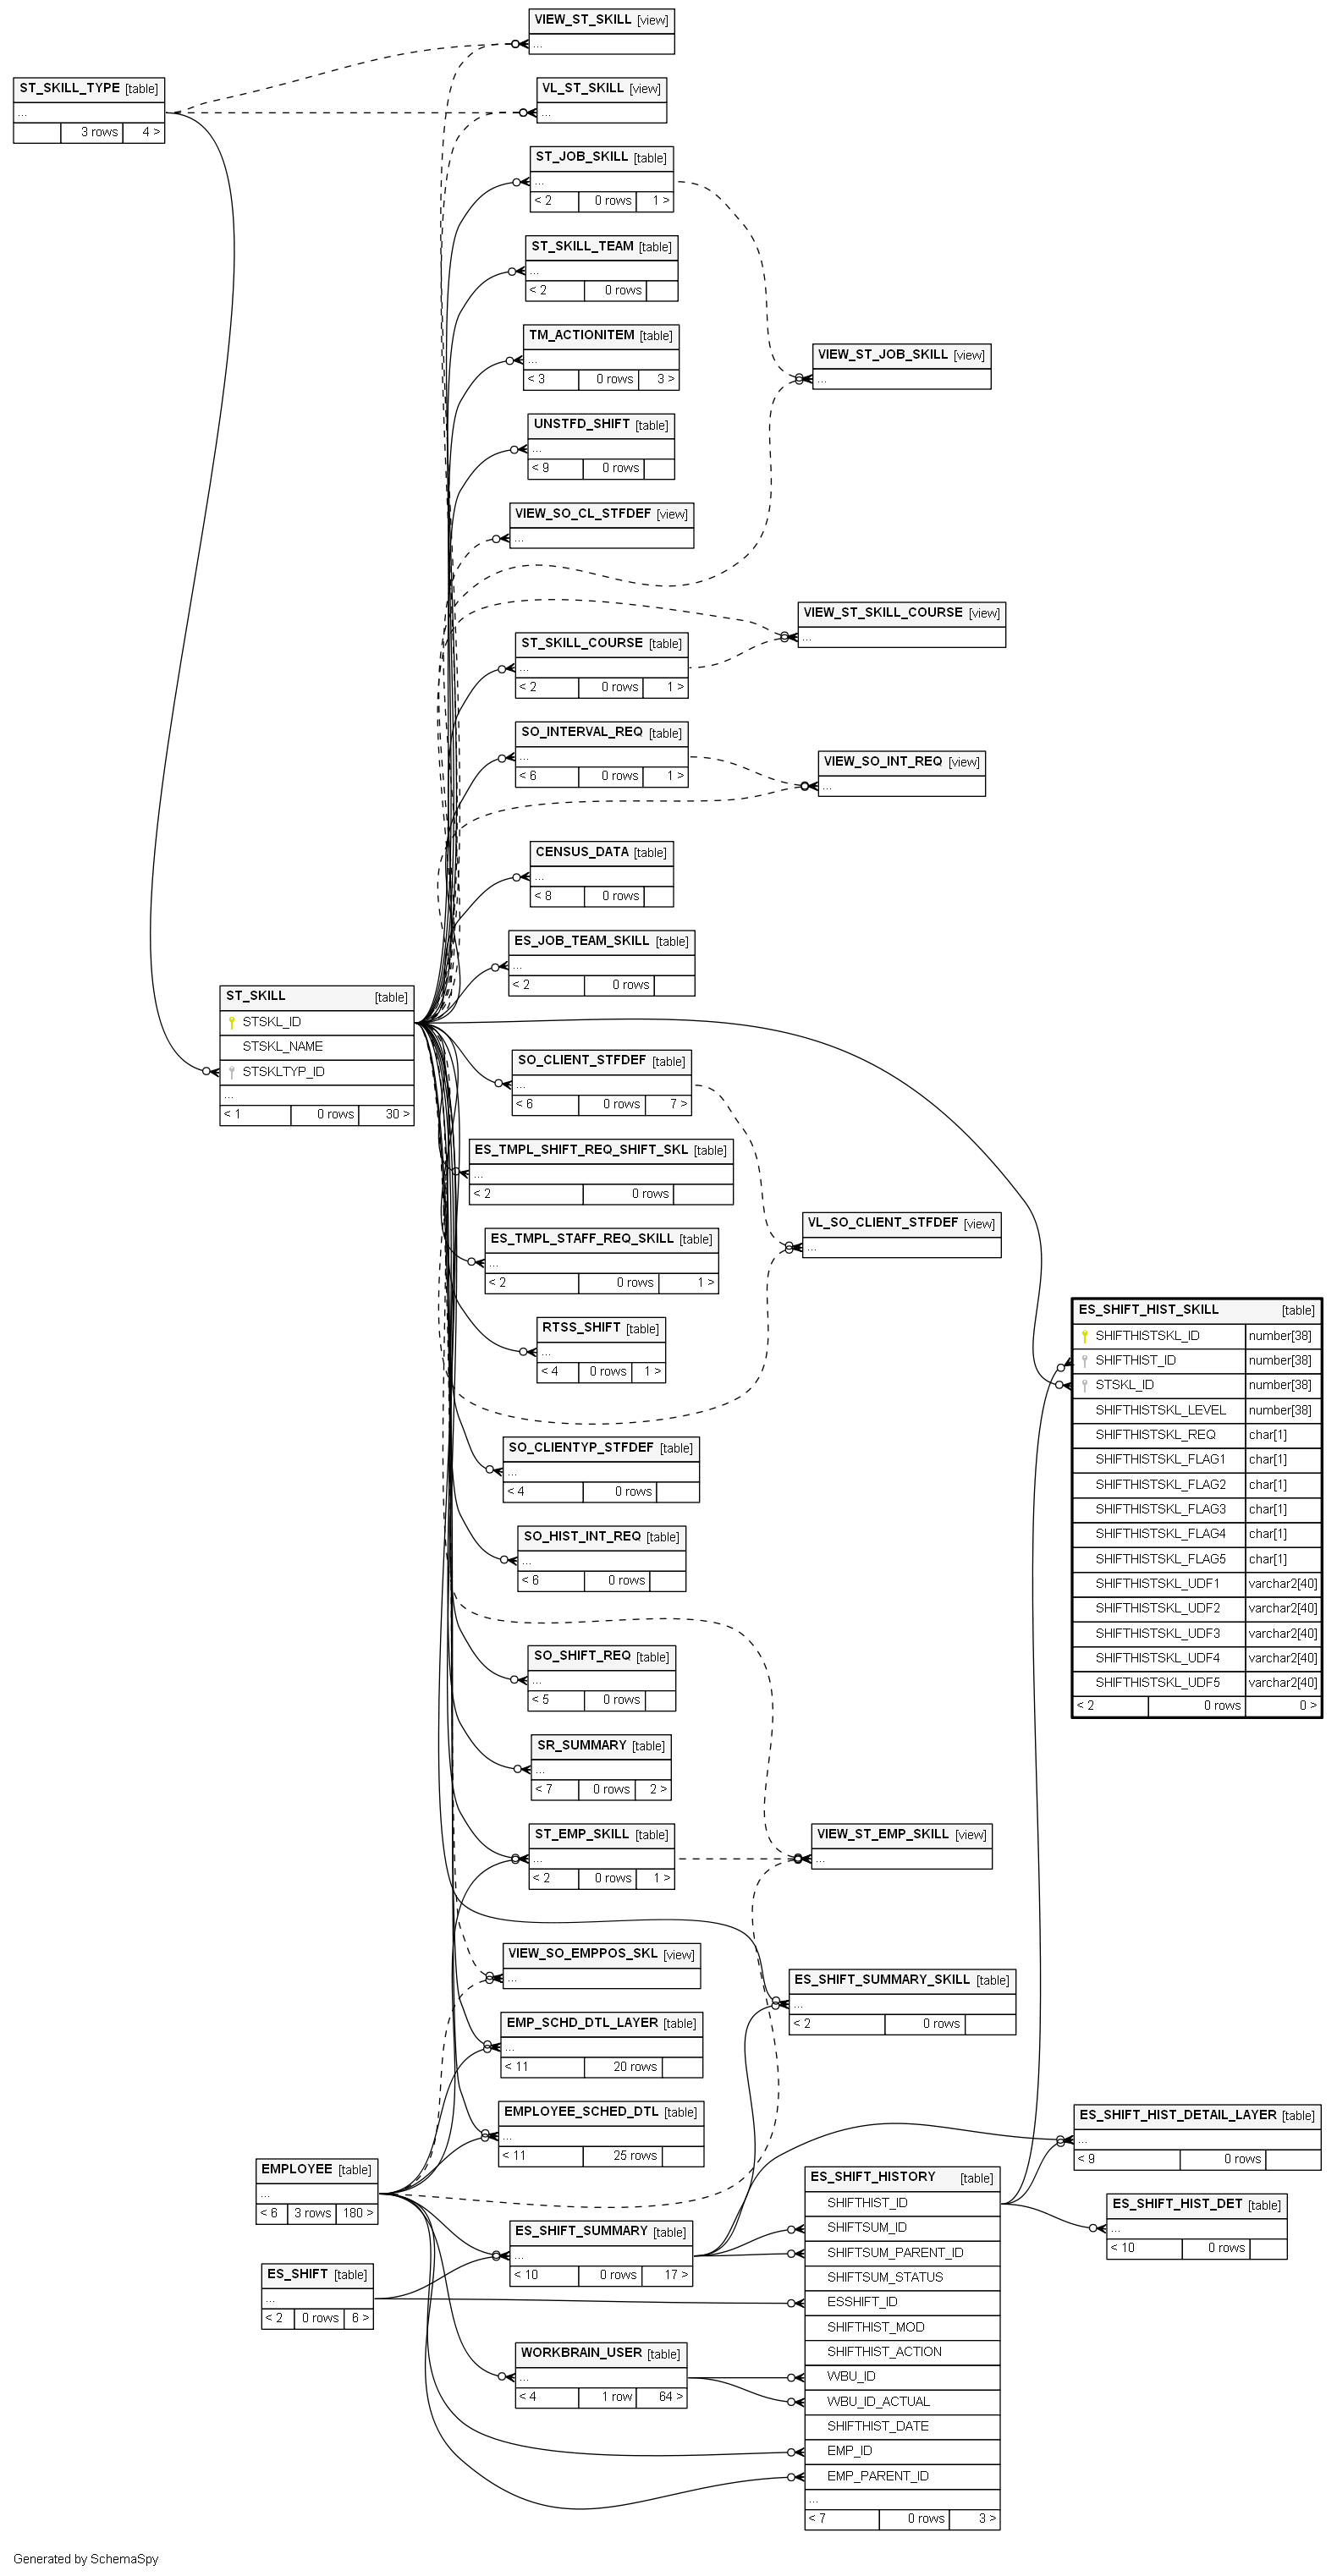 VIEW_ST_SKILL [view]
...
ST_SKILL_TYPE [table]
...
3 rows 4 >
VL_ST_SKILL [view]
...
ST_JOB_SKILL [table]
...
< 2 0 rows 1 >
ST_SKILL_TEAM [table]
...
< 2 0 rows
TM_ACTIONITEM [table]
...
< 3 0 rows 3 >
VIEW_ST_JOB_SKILL [view]
...
UNSTFD_SHIFT [table]
...
< 9 0 rows
VIEW_SO_CL_STFDEF [view]
...
VIEW_ST_SKILL_COURSE [view]
...
ST_SKILL_COURSE [table]
...
< 2 0 rows 1 >
SO_INTERVAL_REQ [table]
...
< 6 0 rows 1 >
VIEW_SO_INT_REQ [view]
...
CENSUS_DATA [table]
...
< 8 0 rows
ES_JOB_TEAM_SKILL [table]
...
< 2 0 rows
ST_SKILL [table]
STSKL_ID
STSKL_NAME
STSKLTYP_ID
...
< 1 0 rows 30 >
SO_CLIENT_STFDEF [table]
...
< 6 0 rows 7 >
ES_TMPL_SHIFT_REQ_SHIFT_SKL [table]
...
< 2 0 rows
VL_SO_CLIENT_STFDEF [view]
...
ES_TMPL_STAFF_REQ_SKILL [table]
...
< 2 0 rows 1 >
RTSS_SHIFT [table]
...
< 4 0 rows 1 >
ES_SHIFT_HIST_SKILL [table]
SHIFTHISTSKL_ID number[38]
SHIFTHIST_ID number[38]
STSKL_ID number[38]
SHIFTHISTSKL_LEVEL number[38]
SHIFTHISTSKL_REQ char[1]
SHIFTHISTSKL_FLAG1 char[1]
SHIFTHISTSKL_FLAG2 char[1]
SHIFTHISTSKL_FLAG3 char[1]
SHIFTHISTSKL_FLAG4 char[1]
SHIFTHISTSKL_FLAG5 char[1]
SHIFTHISTSKL_UDF1 varchar2[40]
SHIFTHISTSKL_UDF2 varchar2[40]
SHIFTHISTSKL_UDF3 varchar2[40]
SHIFTHISTSKL_UDF4 varchar2[40]
SHIFTHISTSKL_UDF5 varchar2[40]
< 2 0 rows 0 >
SO_CLIENTYP_STFDEF [table]
...
< 4 0 rows
SO_HIST_INT_REQ [table]
...
< 6 0 rows
SO_SHIFT_REQ [table]
...
< 5 0 rows
SR_SUMMARY [table]
...
< 7 0 rows 2 >
ST_EMP_SKILL [table]
...
< 2 0 rows 1 >
VIEW_ST_EMP_SKILL [view]
...
VIEW_SO_EMPPOS_SKL [view]
...
ES_SHIFT_SUMMARY_SKILL [table]
...
< 2 0 rows
EMP_SCHD_DTL_LAYER [table]
...
< 11 20 rows
EMPLOYEE_SCHED_DTL [table]
...
< 11 25 rows
ES_SHIFT_HIST_DETAIL_LAYER [table]
...
< 9 0 rows
EMPLOYEE [table]
...
< 6 3 rows 180 >
ES_SHIFT_HISTORY [table]
SHIFTHIST_ID
SHIFTSUM_ID
SHIFTSUM_PARENT_ID
SHIFTSUM_STATUS
ESSHIFT_ID
SHIFTHIST_MOD
SHIFTHIST_ACTION
WBU_ID
WBU_ID_ACTUAL
SHIFTHIST_DATE
EMP_ID
EMP_PARENT_ID
...
< 7 0 rows 3 >
ES_SHIFT_HIST_DET [table]
...
< 10 0 rows
ES_SHIFT_SUMMARY [table]
...
< 10 0 rows 17 >
ES_SHIFT [table]
...
< 2 0 rows 6 >
WORKBRAIN_USER [table]
...
< 4 1 row 64 >
Generated by SchemaSpy